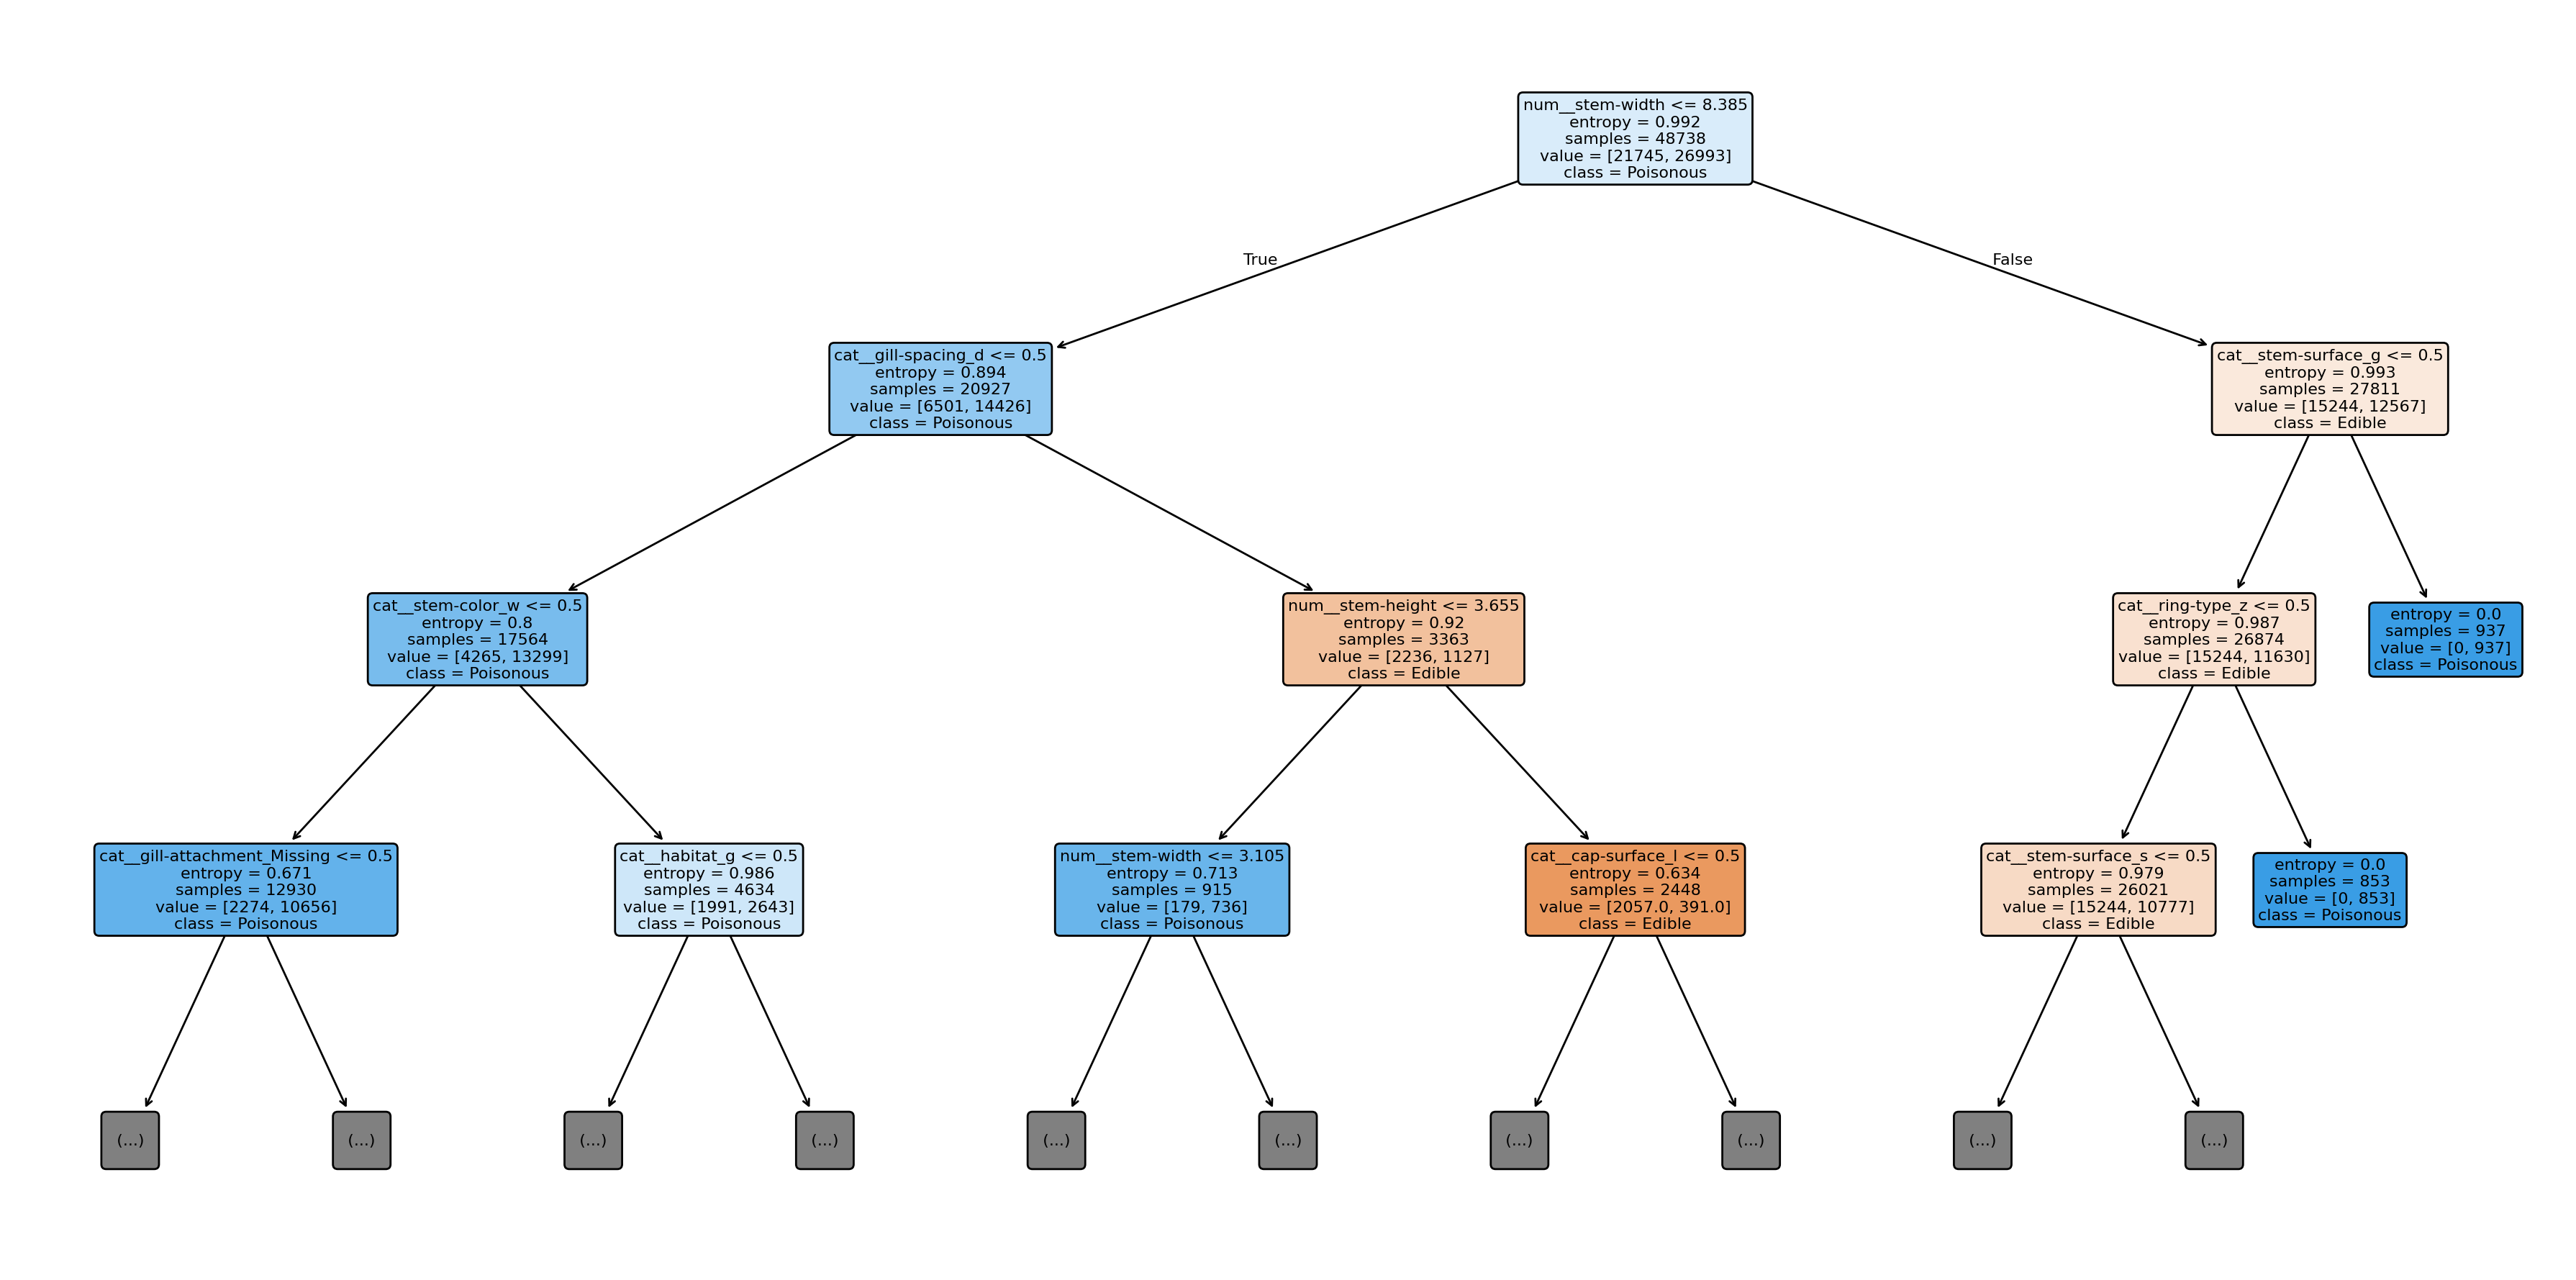 num__stem-width <= 8.385
entropy = 0.992
samples = 48738
value = [21745, 26993]
class = Poisonous
True
False
cat__gill-spacing_d <= 0.5
entropy = 0.894
samples = 20927
value = [6501, 14426]
class = Poisonous
cat__stem-surface_g <= 0.5
entropy = 0.993
samples = 27811
value = [15244, 12567]
class = Edible
cat__stem-color_w <= 0.5
entropy = 0.8
samples = 17564
value = [4265, 13299]
class = Poisonous
num__stem-height <= 3.655
entropy = 0.92
samples = 3363
value = [2236, 1127]
class = Edible
cat__ring-type_z <= 0.5
entropy = 0.987
samples = 26874
value = [15244, 11630]
class = Edible
entropy = 0.0
samples = 937
value = [0, 937]
class = Poisonous
cat__gill-attachment_Missing <= 0.5
entropy = 0.671
samples = 12930
value = [2274, 10656]
class = Poisonous
cat__habitat_g <= 0.5
entropy = 0.986
samples = 4634
value = [1991, 2643]
class = Poisonous
num__stem-width <= 3.105
entropy = 0.713
samples = 915
value = [179, 736]
class = Poisonous
cat__cap-surface_l <= 0.5
entropy = 0.634
samples = 2448
value = [2057.0, 391.0]
class = Edible
cat__stem-surface_s <= 0.5
entropy = 0.979
samples = 26021
value = [15244, 10777]
class = Edible
entropy = 0.0
samples = 853
value = [0, 853]
class = Poisonous
(...)
(...)
(...)
(...)
(...)
(...)
(...)
(...)
(...)
(...)